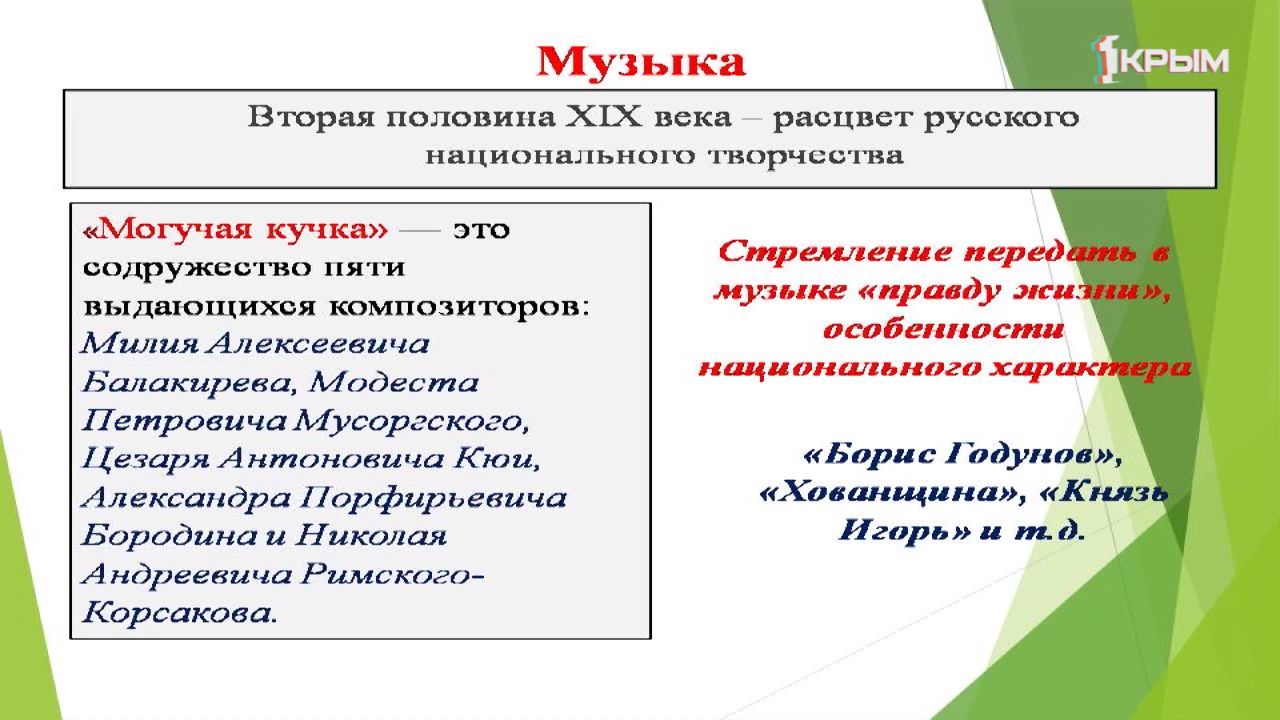 Музыка
1КРЫМ
Вторая половина XIX века – расцвет русского
национального творчества
«Могучая кучка» — это
содружество пяти
выдающихся композиторов:
Милия Алексеевича
Балакирева, Модеста
Петровича Мусоргского,
Цезаря Антоновича Кюи,
Александра Порфирьевича
Бородина и Николая
Андреевича Римского-
Корсакова.
Стремление передать в
музыке «правду жизни»,
особенности
национального характера
«Борис Годунов»,
«Хованщина», «Князь
Игорь» и т.д.